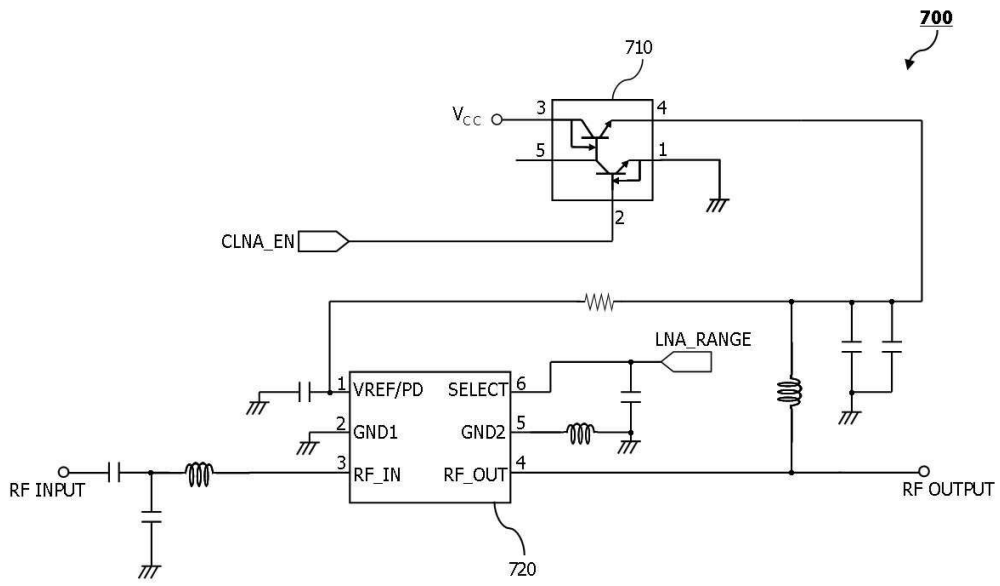 700
710
3
4
V_CC
5
1
2
CLNA_EN
LNA_RANGE
1
VREF/PD
SELECT
6
2
GND1
GND2
5
3
RF_IN
RF_OUT
4
RF INPUT
RF OUTPUT
720